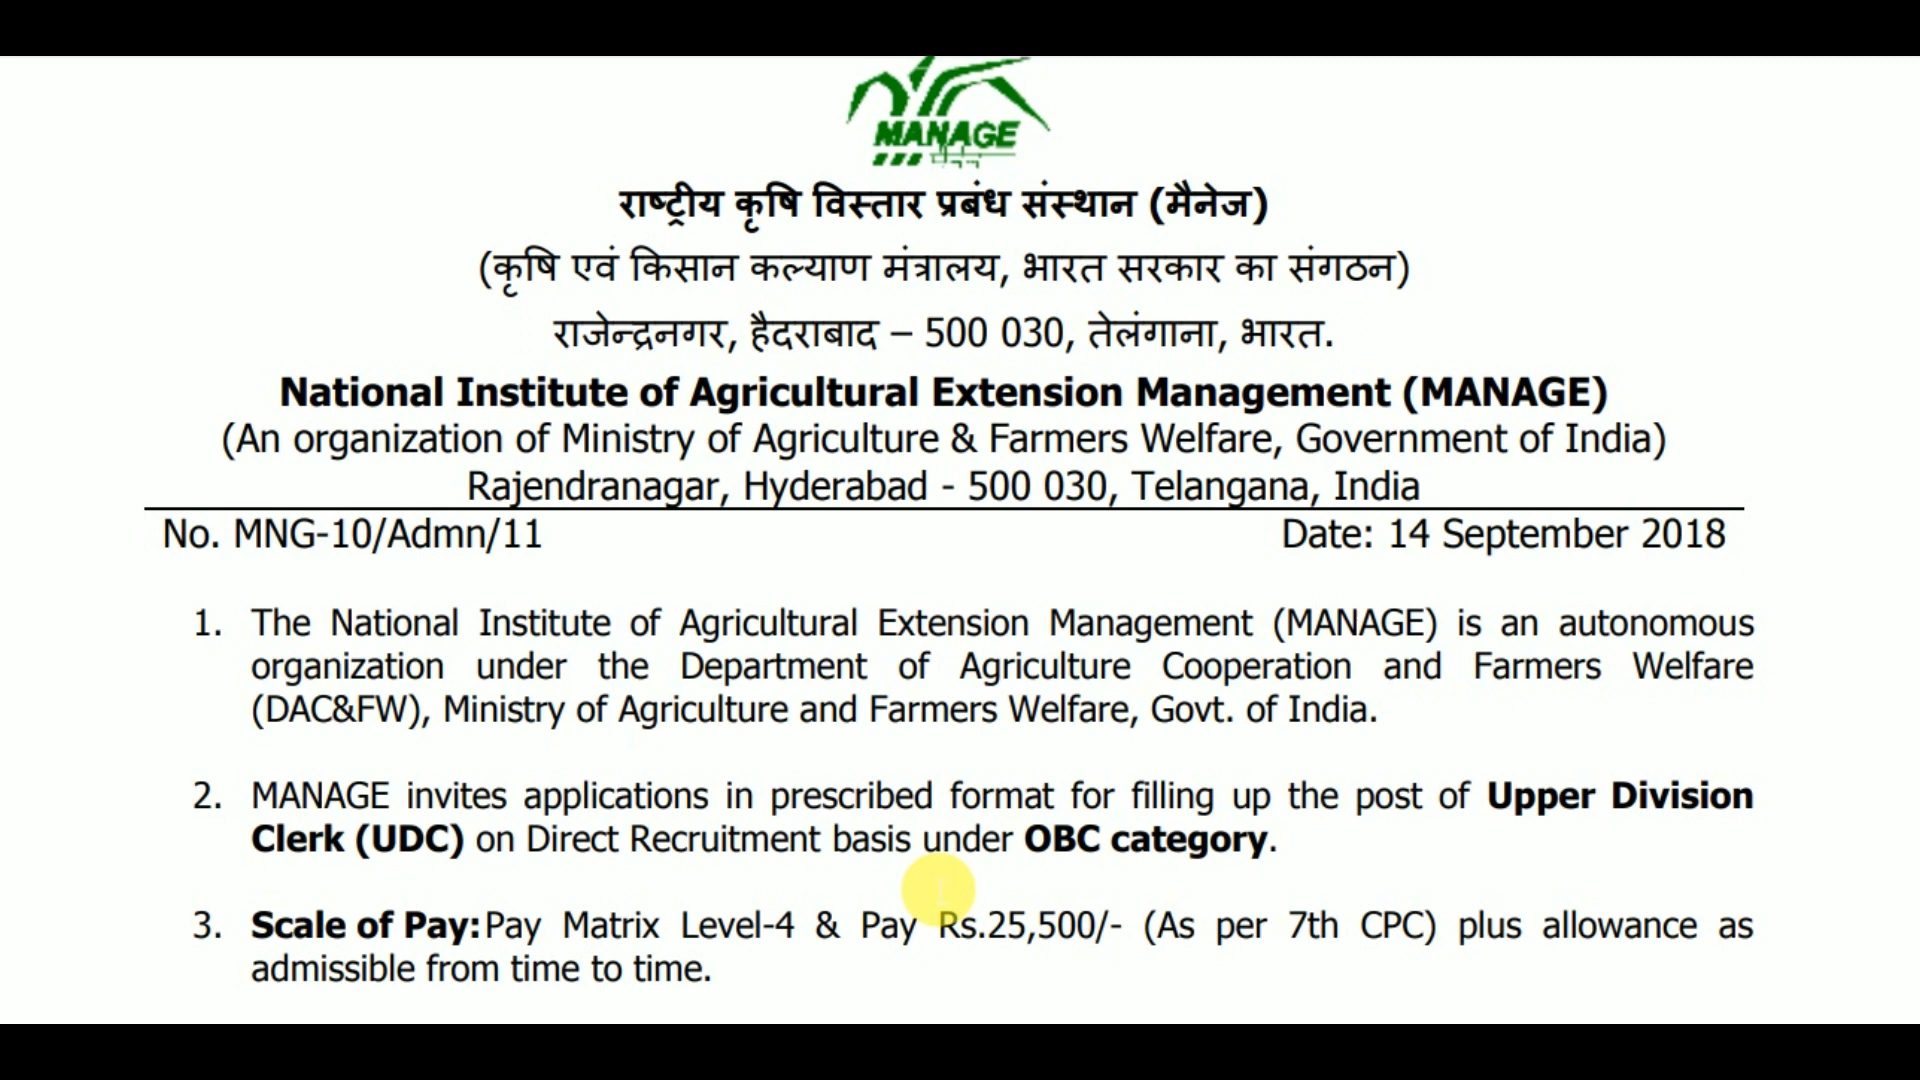 MANAGE
राष्ट्रीय कृषि विस्तार प्रबंध संस्थान (मैनेज)
(कृषि एवं किसान कल्याण मंत्रालय, भारत सरकार का संगठन)
राजेन्द्रनगर, हैदराबाद – 500 030, तेलंगाना, भारत.
National Institute of Agricultural Extension Management (MANAGE)
(An organization of Ministry of Agriculture & Farmers Welfare, Government of India)
Rajendranagar, Hyderabad - 500 030, Telangana, India
No. MNG-10/Admn/11 Date: 14 September 2018
1. The National Institute of Agricultural Extension Management (MANAGE) is an autonomous
organization under the Department of Agriculture Cooperation and Farmers Welfare
(DAC&FW), Ministry of Agriculture and Farmers Welfare, Govt. of India.
2. MANAGE invites applications in prescribed format for filling up the post of Upper Division
Clerk (UDC) on Direct Recruitment basis under OBC category.
3. Scale of Pay: Pay Matrix Level-4 & Pay Rs.25,500/- (As per 7th CPC) plus allowance as
admissible from time to time.